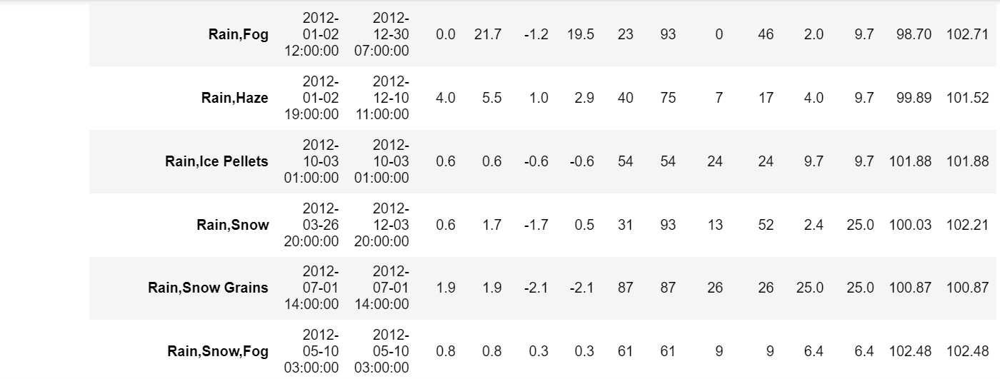 2012- 2012-
Rain,Fog 01-02 12-30 0.0 21.7 -1.2 19.5 23 93 0 46 2.0 9.7 98.70 102.71
12:00:00 07:00:00
2012- 2012-
Rain,Haze 01-02 12-10 4.0 5.5 1.0 2.9 40 75 7 17 4.0 9.7 99.89 101.52
19:00:00 11:00:00
2012- 2012-
Rain,Ice Pellets 10-03 10-03 0.6 0.6 -0.6 -0.6 54 54 24 24 9.7 9.7 101.88 101.88
01:00:00 01:00:00
2012- 2012-
Rain,Snow 03-26 12-03 0.6 1.7 -1.7 0.5 31 93 13 52 2.4 25.0 100.03 102.21
20:00:00 20:00:00
2012- 2012-
Rain,Snow Grains 07-01 07-01 1.9 1.9 -2.1 -2.1 87 87 26 26 25.0 25.0 100.87 100.87
14:00:00 14:00:00
2012- 2012-
Rain,Snow,Fog 05-10 05-10 0.8 0.8 0.3 0.3 61 61 9 9 6.4 6.4 102.48 102.48
03:00:00 03:00:00